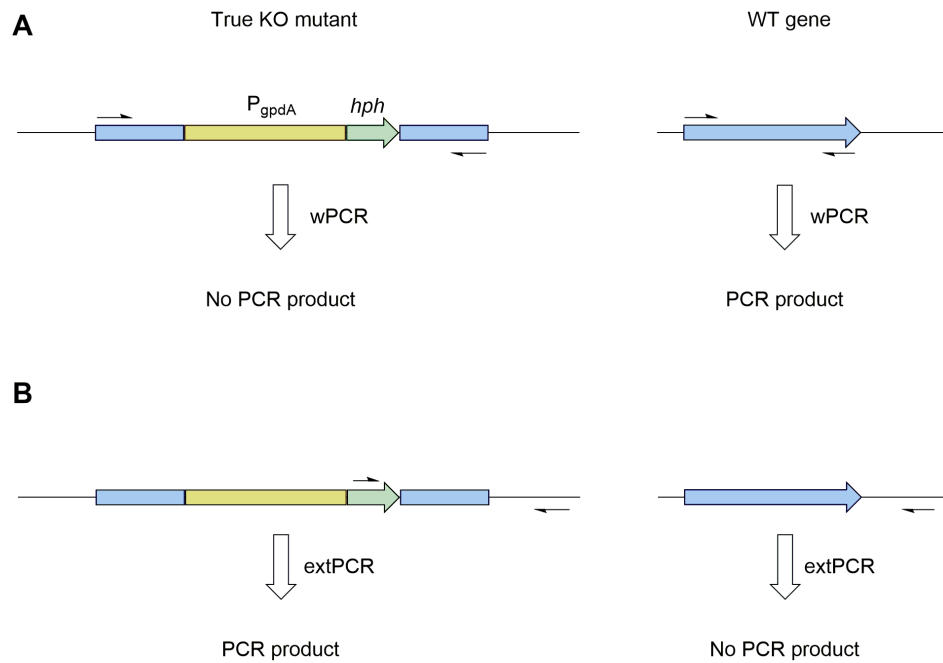 A
True KO mutant
WT gene
PgpdA
hph
wPCR
wPCR
No PCR product
PCR product
B
extPCR
extPCR
PCR product
No PCR product